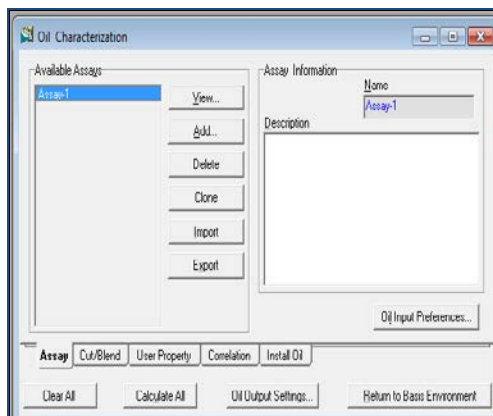 Oil Characterization
Available Assays
Assay-1
View...
Add...
Delete
Clone
Import
Export
Assay Information
Name
Assay-1
Description
Oil Input Preferences...
Assay Cut/Blend User Property Correlation Install Oil
Clear All Calculate All Oil Output Settings... Return to Basis Environment